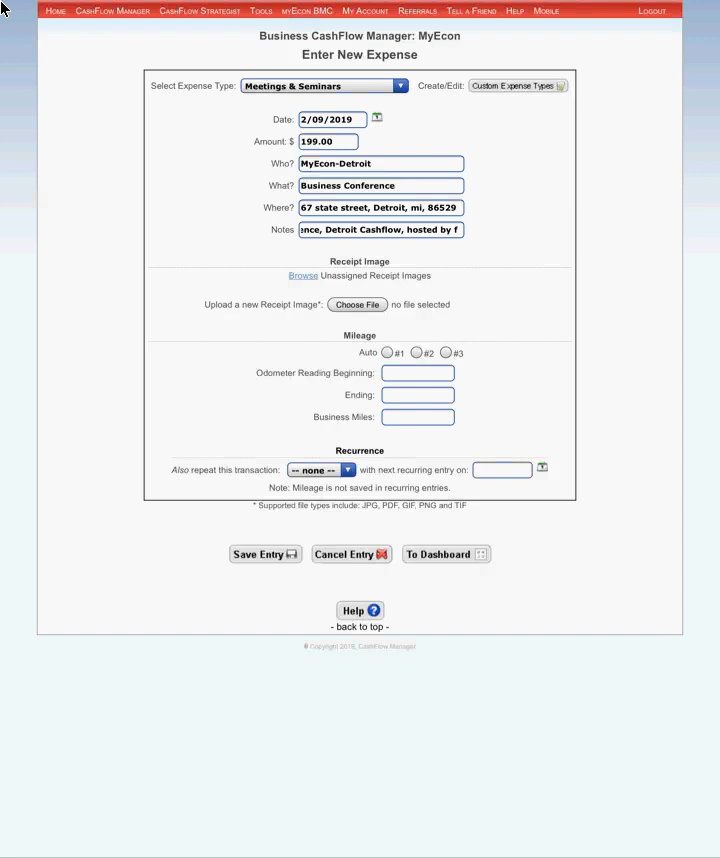 Home CashFlow Manager CashFlow Strategist Tools myEcon BMC My Account Referrals Tell a Friend Help Mobile Logout
Business CashFlow Manager: MyEcon
Enter New Expense
Select Expense Type: Meetings & Seminars Create/Edit: Custom Expense Types
Date: 2/09/2019
Amount: $ 199.00
Who? MyEcon-Detroit
What? Business Conference
Where? 67 state street, Detroit, mi, 86529
Notes ence, Detroit Cashflow, hosted by f
Receipt Image
Browse Unassigned Receipt Images
Upload a new Receipt Image*: Choose File no file selected
Mileage
Auto #1 #2 #3
Odometer Reading Beginning:
Ending:
Business Miles:
Recurrence
Also repeat this transaction: -- none -- with next recurring entry on:
Note: Mileage is not saved in recurring entries.
* Supported file types include: JPG, PDF, GIF, PNG and TIF
Save Entry Cancel Entry To Dashboard
Help ?
- back to top -
Copyright 2018, CashFlow Manager